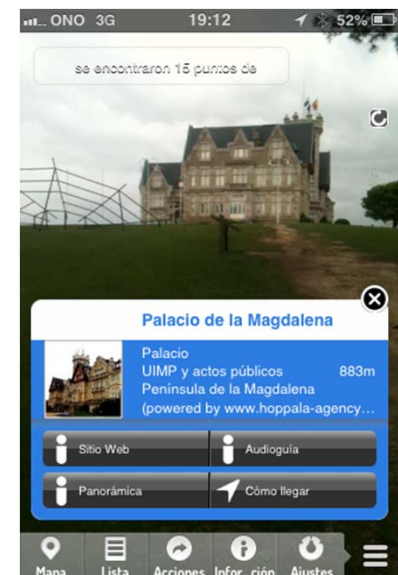 ONO 3G 19:12 52%
se encontraron 15 puntos de
Palacio de la Magdalena
Palacio
UIMP y actos públicos 883m
Península de la Magdalena
(powered by www.hoppala-agency...
Sitio Web
Audioguía
Panorámica
Cómo llegar
Mapa
Lista
Acciones
Infor...ción
Ajustes